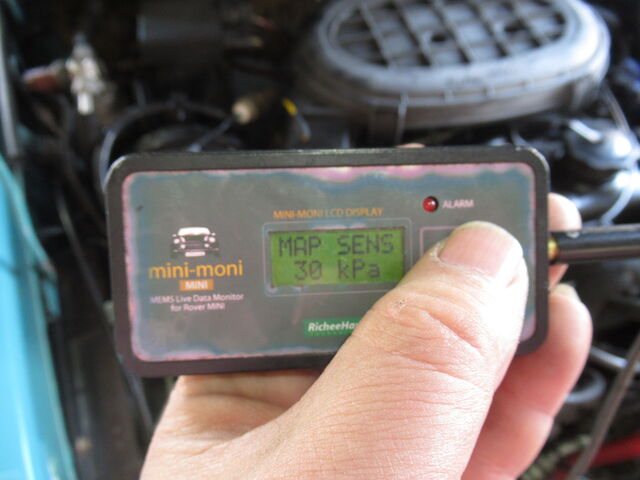 MINI-MONI LCD DISPLAY
ALARM
MAP SENS
30 kPa
mini-moni
MINI
MEMS Live Data Monitor
for Rover MINI